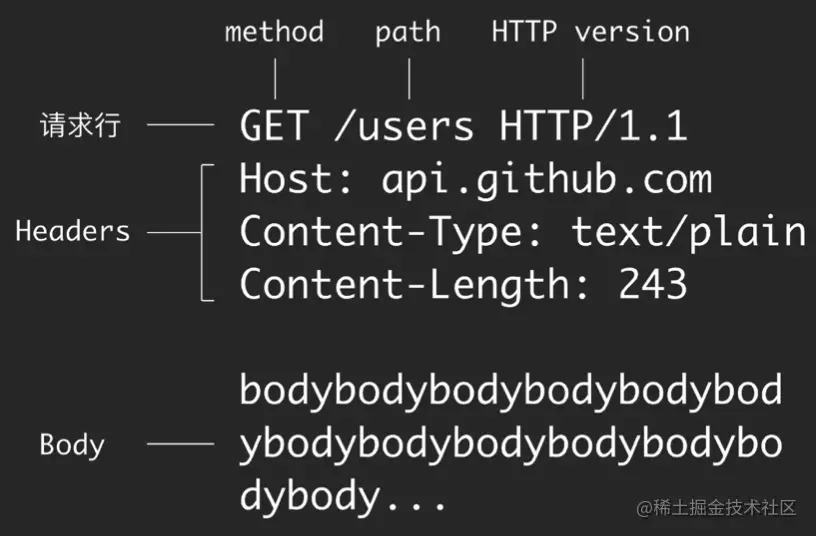 method path HTTP version
请求行 GET /users HTTP/1.1
Host: api.github.com
Headers Content-Type: text/plain
Content-Length: 243
bodybodybodybodybodybod
Body ybodybodybodybodybodybo
dybody...
@稀土掘金技术社区